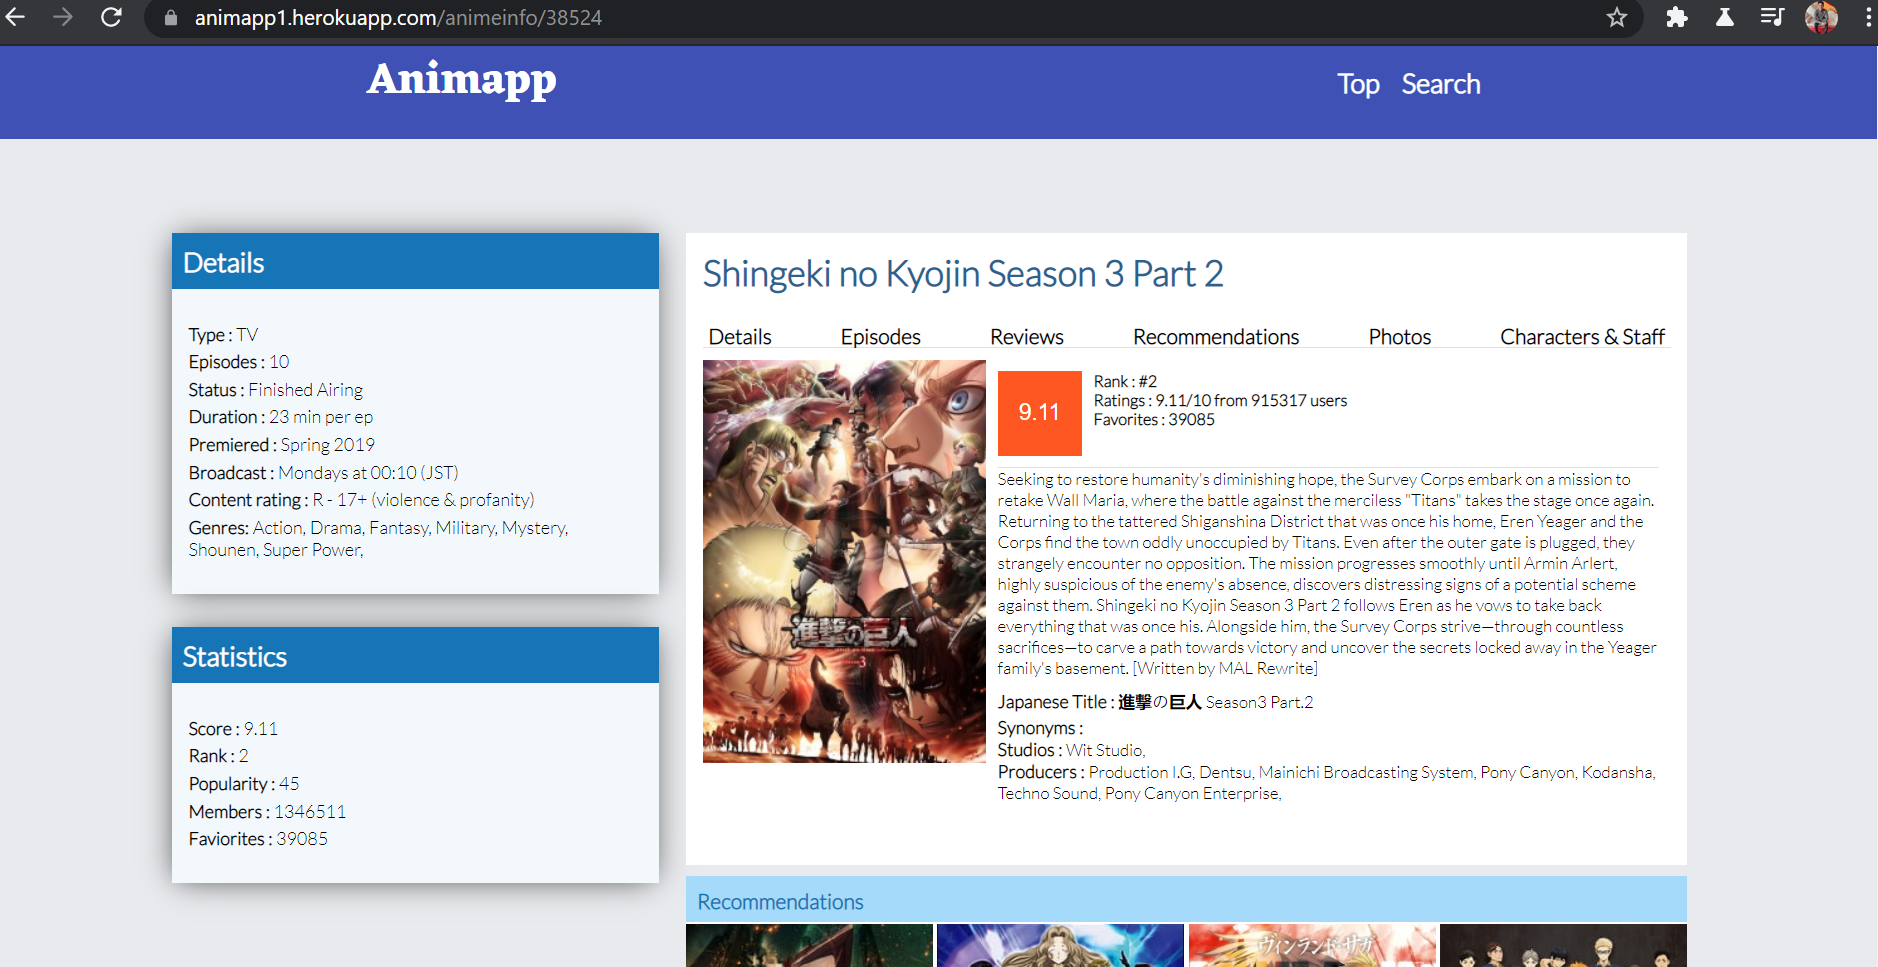 animapp1.herokuapp.com/animeinfo/38524
Animapp
Top Search
Details
Type : TV
Episodes : 10
Status : Finished Airing
Duration : 23 min per ep
Premiered : Spring 2019
Broadcast : Mondays at 00:10 (JST)
Content rating : R - 17+ (violence & profanity)
Genres: Action, Drama, Fantasy, Military, Mystery,
Shounen, Super Power,
Statistics
Score : 9.11
Rank : 2
Popularity : 45
Members : 1346511
Faviorites : 39085
Shingeki no Kyojin Season 3 Part 2
Details Episodes Reviews Recommendations Photos Characters & Staff
進撃の巨人
3
9.11
Rank : #2
Ratings : 9.11/10 from 915317 users
Favorites : 39085
Seeking to restore humanity's diminishing hope, the Survey Corps embark on a mission to
retake Wall Maria, where the battle against the merciless "Titans" takes the stage once again.
Returning to the tattered Shiganshina District that was once his home, Eren Yeager and the
Corps find the town oddly unoccupied by Titans. Even after the outer gate is plugged, they
strangely encounter no opposition. The mission progresses smoothly until Armin Arlert,
highly suspicious of the enemy's absence, discovers distressing signs of a potential scheme
against them. Shingeki no Kyojin Season 3 Part 2 follows Eren as he vows to take back
everything that was once his. Alongside him, the Survey Corps strive—through countless
sacrifices—to carve a path towards victory and uncover the secrets locked away in the Yeager
family's basement. [Written by MAL Rewrite]
Japanese Title : 進撃の巨人 Season3 Part.2
Synonyms :
Studios : Wit Studio,
Producers : Production I.G, Dentsu, Mainichi Broadcasting System, Pony Canyon, Kodansha,
Techno Sound, Pony Canyon Enterprise,
Recommendations
ヴィンランド・サガ